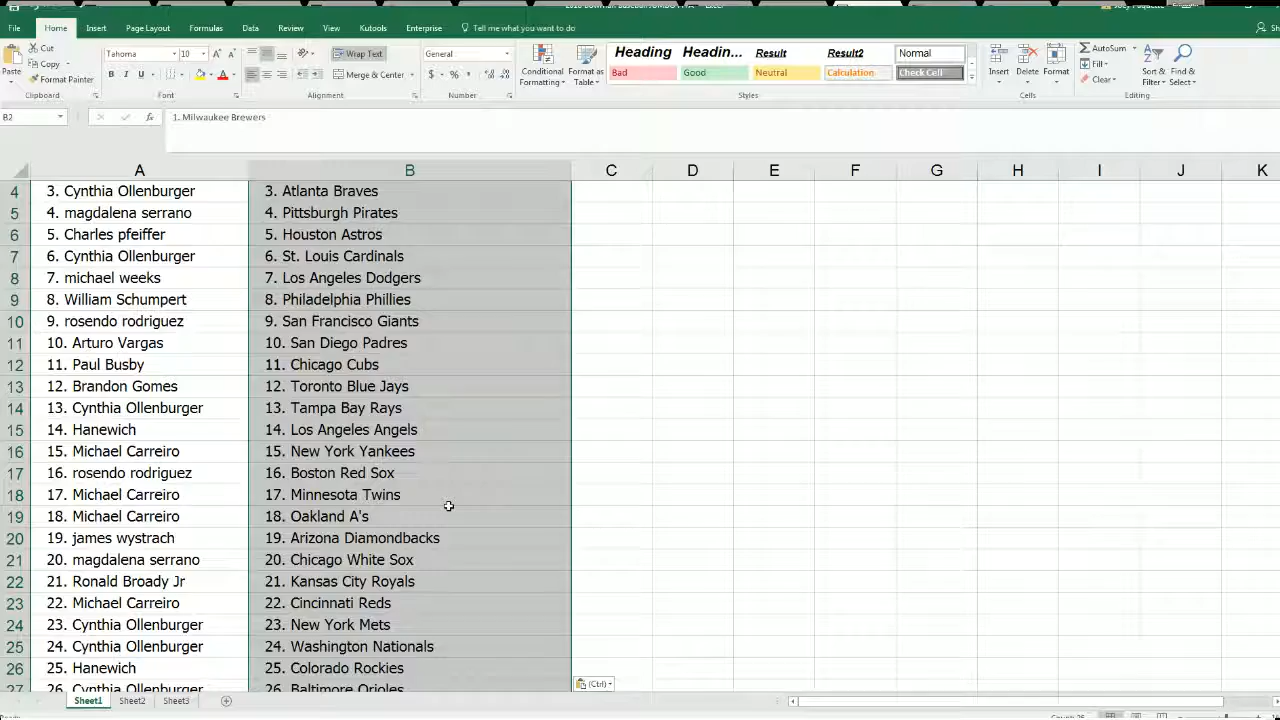 File Home Insert Page Layout Formulas Data Review View Kutools Enterprise Tell me what you want to do
Cut
Copy
Format Painter
Paste
Clipboard
Tahoma 10
B I U
Font
Wrap Text
Merge & Center
Alignment
General
$ % ,
Number
Conditional Formatting
Format as Table
Heading Headin... Result Result2 Normal
Bad Good Neutral Calculation Check Cell
Styles
Insert Delete Format
Cells
AutoSum
Fill
Clear
Sort & Filter
Find & Select
Editing
B2 fx 1. Milwaukee Brewers
A B C D E F G H I J K
4 3. Cynthia Ollenburger 3. Atlanta Braves
5 4. magdalena serrano 4. Pittsburgh Pirates
6 5. Charles pfeiffer 5. Houston Astros
7 6. Cynthia Ollenburger 6. St. Louis Cardinals
8 7. michael weeks 7. Los Angeles Dodgers
9 8. William Schumpert 8. Philadelphia Phillies
10 9. rosendo rodriguez 9. San Francisco Giants
11 10. Arturo Vargas 10. San Diego Padres
12 11. Paul Busby 11. Chicago Cubs
13 12. Brandon Gomes 12. Toronto Blue Jays
14 13. Cynthia Ollenburger 13. Tampa Bay Rays
15 14. Hanewich 14. Los Angeles Angels
16 15. Michael Carreiro 15. New York Yankees
17 16. rosendo rodriguez 16. Boston Red Sox
18 17. Michael Carreiro 17. Minnesota Twins
19 18. Michael Carreiro 18. Oakland A's
20 19. james wystrach 19. Arizona Diamondbacks
21 20. magdalena serrano 20. Chicago White Sox
22 21. Ronald Broady Jr 21. Kansas City Royals
23 22. Michael Carreiro 22. Cincinnati Reds
24 23. Cynthia Ollenburger 23. New York Mets
25 24. Cynthia Ollenburger 24. Washington Nationals
26 25. Hanewich 25. Colorado Rockies
27 26. Cynthia Ollenburger 26. Baltimore Orioles
(Ctrl)
Sheet1 Sheet2 Sheet3